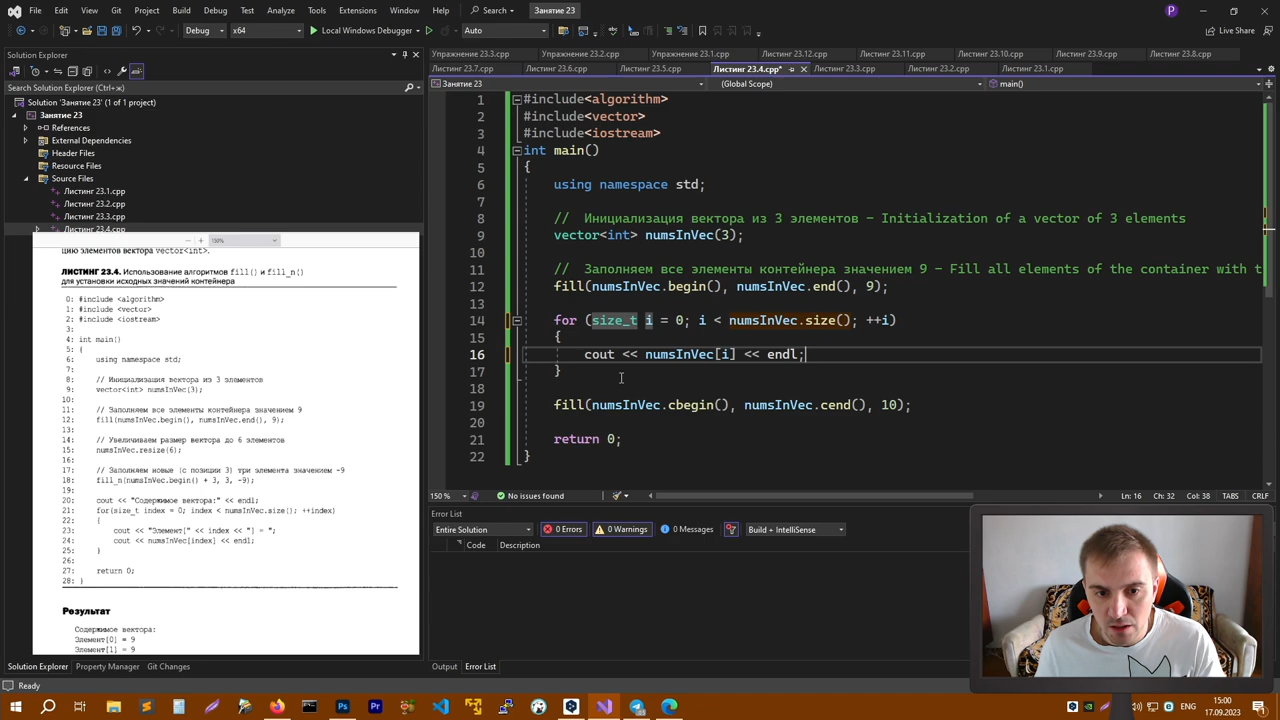 File Edit View Git Project Build Debug Test Analyze Tools Extensions Window Help Search Занятие 23 P
Debug x64 Local Windows Debugger Auto Live Share
Solution Explorer
Search Solution Explorer (Ctrl+ж)
Solution 'Занятие 23' (1 of 1 project)
Занятие 23
References
External Dependencies
Header Files
Resource Files
Source Files
Листинг 23.1.cpp
Листинг 23.2.cpp
Листинг 23.3.cpp
Листинг 23.4.cpp
150%
цию элементов вектора vector<int>.
ЛИСТИНГ 23.4. Использование алгоритмов fill() и fill_n()
для установки исходных значений контейнера
0: #include <algorithm>
1: #include <vector>
2: #include <iostream>
3:
4: int main()
5: {
6: using namespace std;
7:
8: // Инициализация вектора из 3 элементов
9: vector<int> numsInVec(3);
10:
11: // Заполняем все элементы контейнера значением 9
12: fill(numsInVec.begin(), numsInVec.end(), 9);
13:
14: // Увеличиваем размер вектора до 6 элементов
15: numsInVec.resize(6);
16:
17: // Заполняем новые (с позиции 3) три элемента значением -9
18: fill_n(numsInVec.begin() + 3, 3, -9);
19:
20: cout << "Содержимое вектора:" << endl;
21: for(size_t index = 0; index < numsInVec.size(); ++index)
22: {
23: cout << "Элемент[" << index << "] = ";
24: cout << numsInVec[index] << endl;
25: }
26:
27: return 0;
28: }
Результат
Содержимое вектора:
Элемент[0] = 9
Элемент[1] = 9
Solution Explorer Property Manager Git Changes
Упражнение 23.3.cpp Упражнение 23.2.cpp Упражнение 23.1.cpp Листинг 23.12.cpp Листинг 23.11.cpp Листинг 23.10.cpp Листинг 23.9.cpp Листинг 23.8.cpp
Листинг 23.7.cpp Листинг 23.6.cpp Листинг 23.5.cpp Листинг 23.4.cpp* Листинг 23.3.cpp Листинг 23.2.cpp Листинг 23.1.cpp
Занятие 23 (Global Scope) main()
1 #include<algorithm>
2 #include<vector>
3 #include<iostream>
4 int main()
5 {
6 using namespace std;
7
8 // Инициализация вектора из 3 элементов - Initialization of a vector of 3 elements
9 vector<int> numsInVec(3);
10
11 // Заполняем все элементы контейнера значением 9 - Fill all elements of the container with t
12 fill(numsInVec.begin(), numsInVec.end(), 9);
13
14 for (size_t i = 0; i < numsInVec.size(); ++i)
15 {
16 cout << numsInVec[i] << endl;
17 }
18
19 fill(numsInVec.cbegin(), numsInVec.cend(), 10);
20
21 return 0;
22 }
150 % No issues found Ln: 16 Ch: 32 Col: 38 TABS CRLF
Error List
Entire Solution 0 Errors 0 Warnings 0 Messages Build + IntelliSense
Code Description
Output Error List
Ready
ENG 15:00
17.09.2023